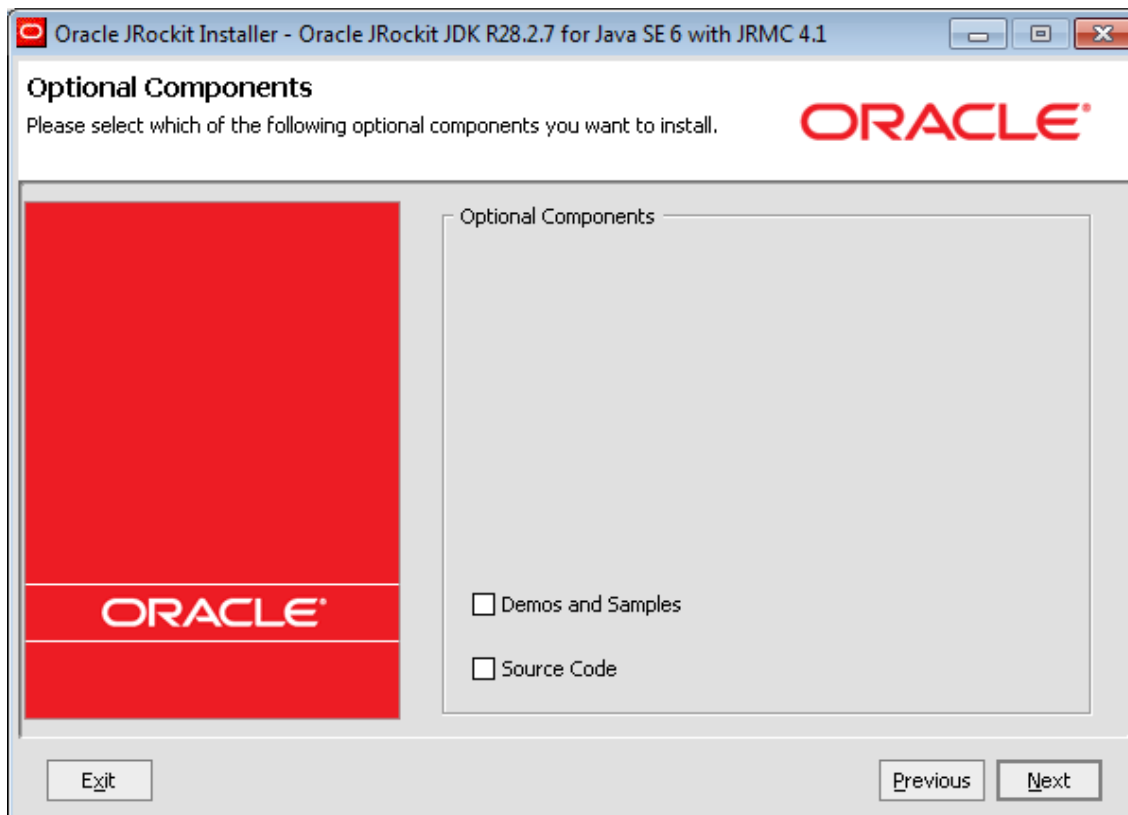 Oracle JRockit Installer - Oracle JRockit JDK R28.2.7 for Java SE 6 with JRMC 4.1
Optional Components
Please select which of the following optional components you want to install.
ORACLE®
Optional Components
Demos and Samples
Source Code
ORACLE®
Exit
Previous
Next